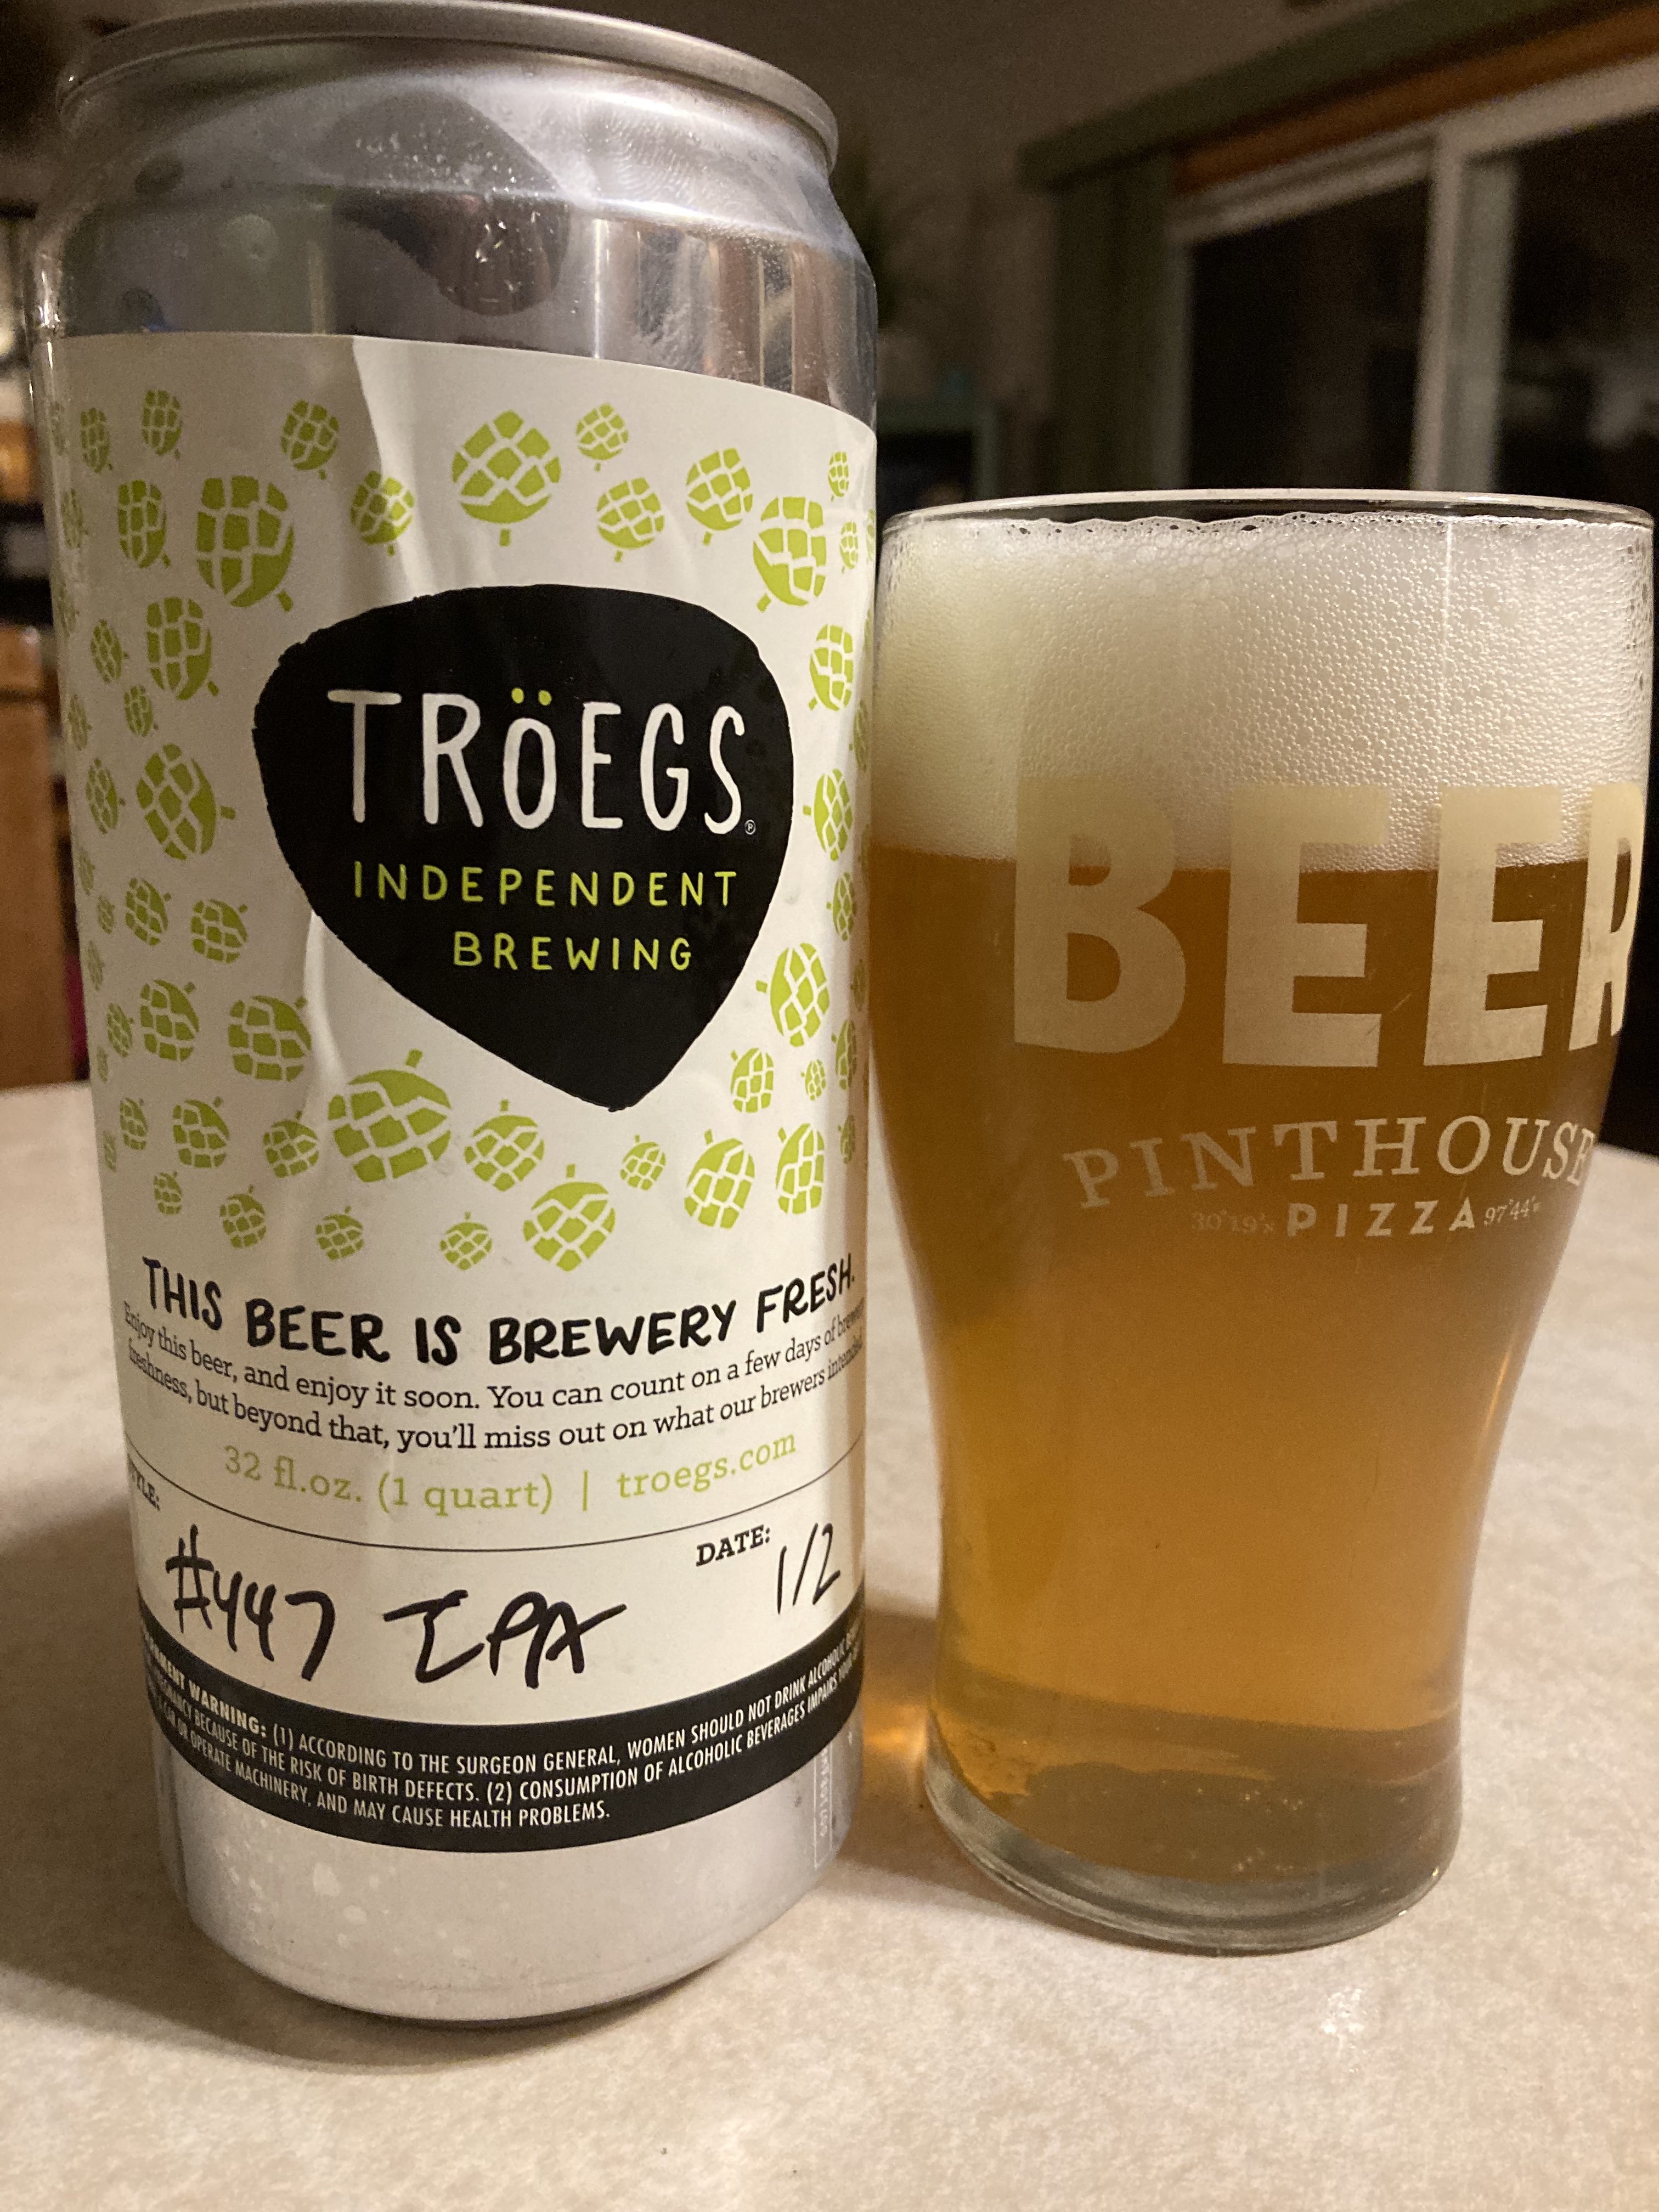 TRÖEGS
INDEPENDENT
BREWING
THIS BEER IS BREWERY FRESH.
Enjoy this beer, and enjoy it soon. You can count on a few days of brewery
freshness, but beyond that, you'll miss out on what our brewers intended.
32 fl.oz. (1 quart) | troegs.com
DATE: 1/2
#447 IPA
WARNING: (1) ACCORDING TO THE SURGEON GENERAL, WOMEN SHOULD NOT DRINK ALCOHOLIC
BECAUSE OF THE RISK OF BIRTH DEFECTS. (2) CONSUMPTION OF ALCOHOLIC BEVERAGES IMPAIRS YOUR
OR OPERATE MACHINERY, AND MAY CAUSE HEALTH PROBLEMS.
BEER
PINTHOUSE
30°19'N PIZZA 97°44'W